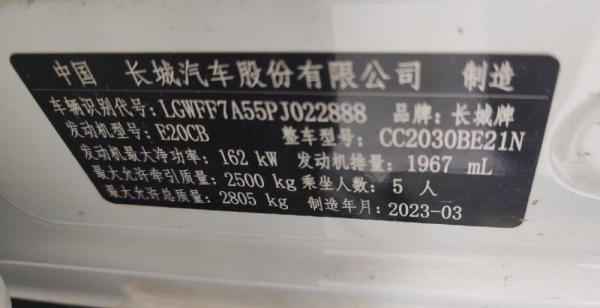 中国 长城汽车股份有限公司 制造
车辆识别代号:LGWFF7A55PJ022888 品牌:长城牌
发动机型号:E20CB 整车型号:CC2030BE21N
发动机最大净功率:162 kW 发动机排量:1967 mL
最大允许牵引质量:2500 kg 乘坐人数:5 人
最大允许总质量:2805 kg 制造年月:2023-03